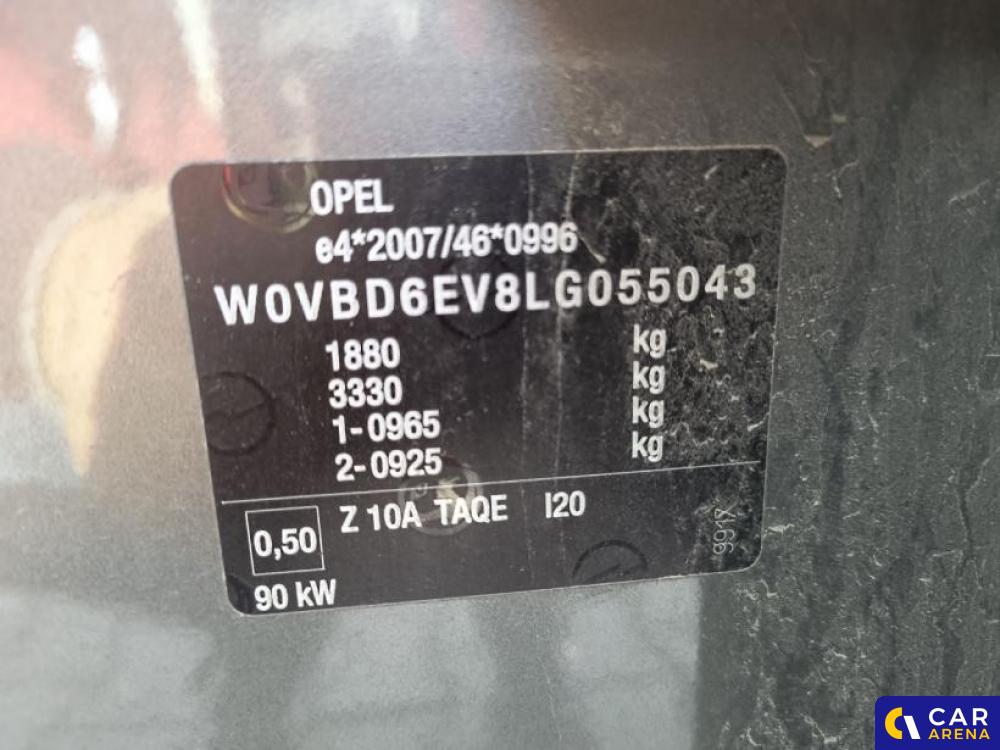 OPEL
e4*2007/46*0996
W0VBD6EV8LG055043
1880 kg
3330 kg
1-0965 kg
2-0925 kg
0,50 Z 10A TAQE I20
90 kW
CAR
ARENA